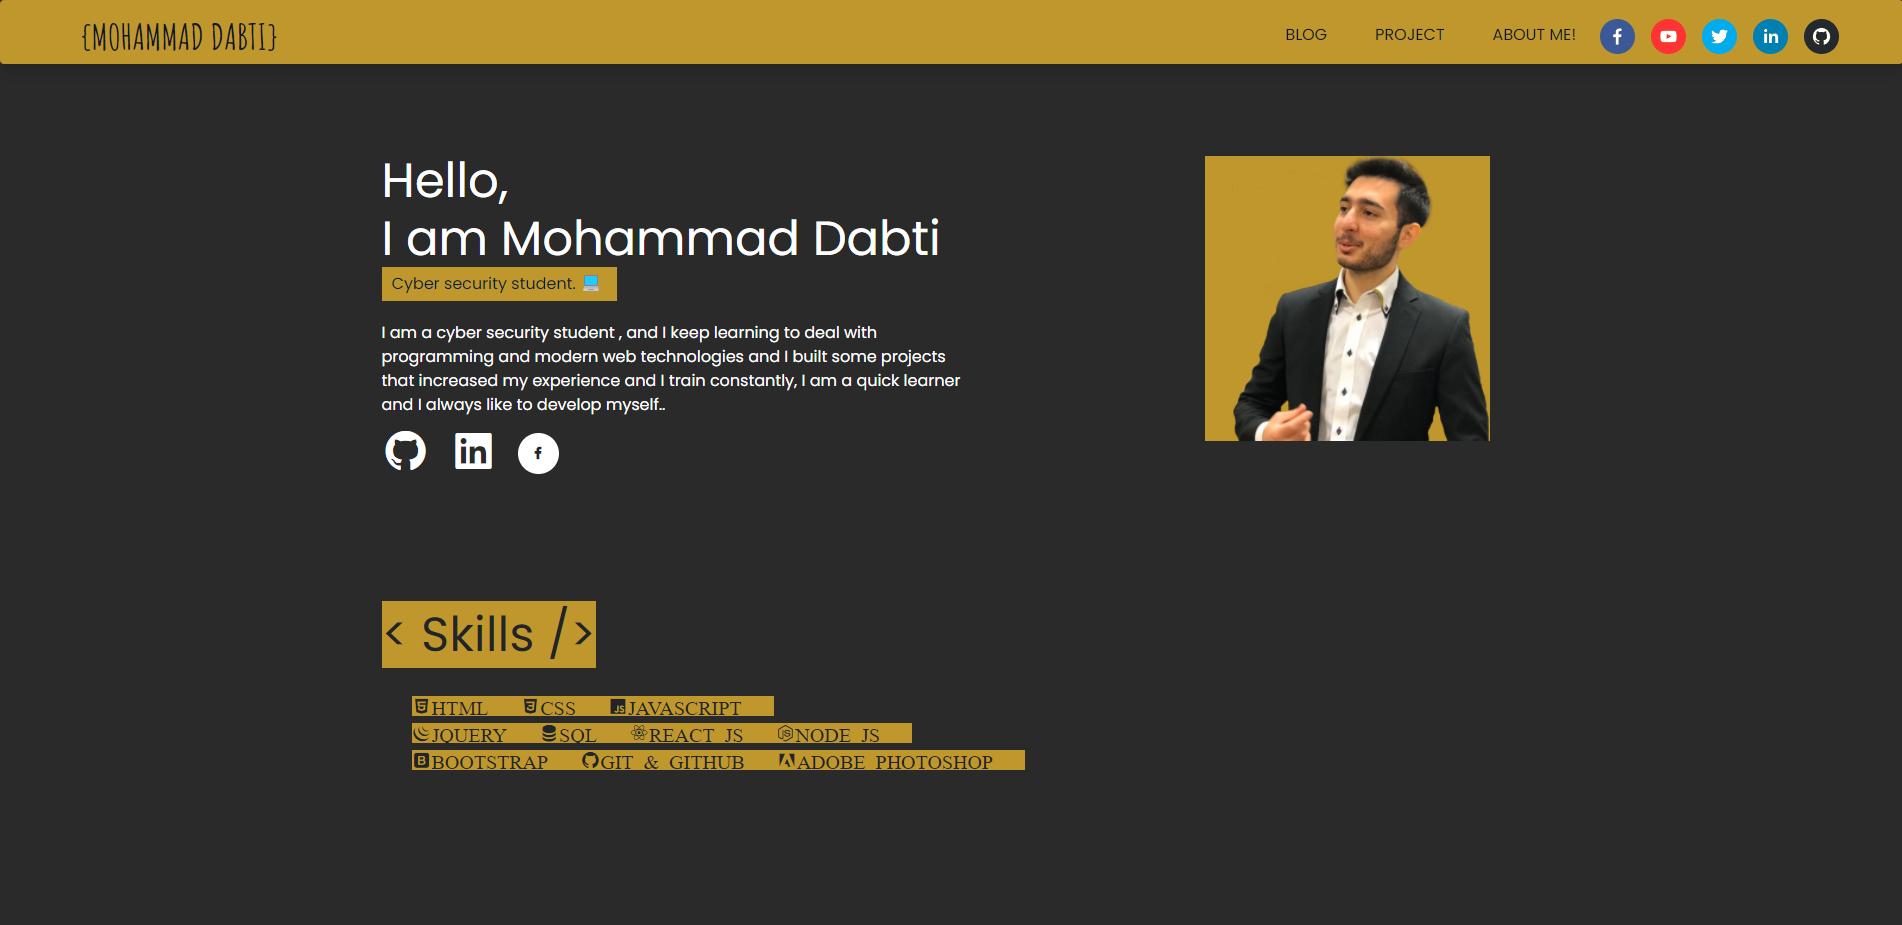 {MOHAMMAD DABTI}
BLOG PROJECT ABOUT ME!
Hello,
I am Mohammad Dabti
Cyber security student. 💻
I am a cyber security student , and I keep learning to deal with
programming and modern web technologies and I built some projects
that increased my experience and I train constantly, I am a quick learner
and I always like to develop myself..
< Skills />
HTML CSS JAVASCRIPT
JQUERY SQL REACT JS NODE JS
BOOTSTRAP GIT & GITHUB ADOBE PHOTOSHOP